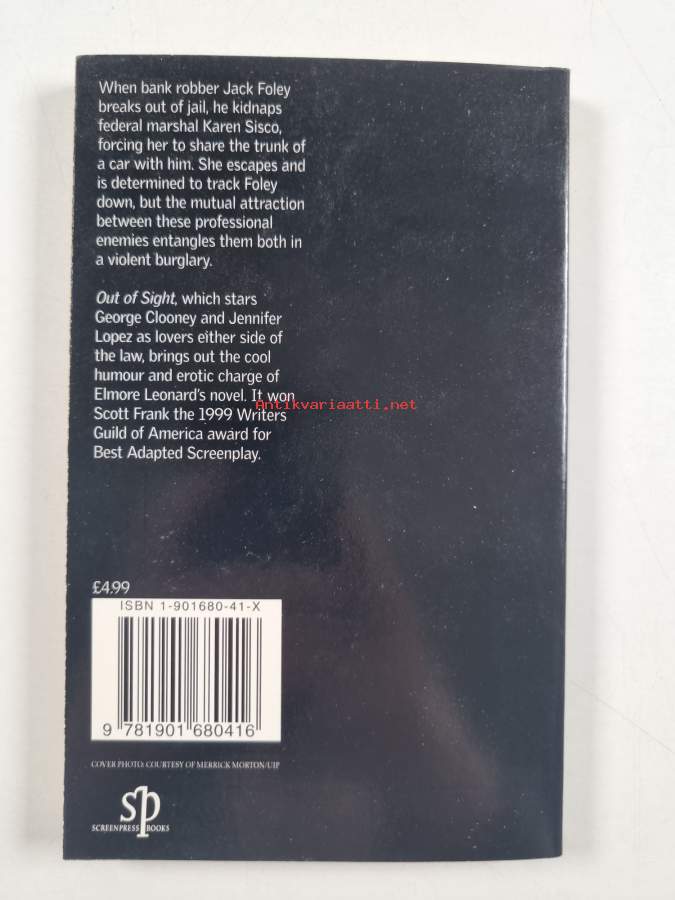 When bank robber Jack Foley
breaks out of jail, he kidnaps
federal marshal Karen Sisco,
forcing her to share the trunk of
a car with him. She escapes and
is determined to track Foley
down, but the mutual attraction
between these professional
enemies entangles them both in
a violent burglary.
Out of Sight, which stars
George Clooney and Jennifer
Lopez as lovers either side of
the law, brings out the cool
humour and erotic charge of
Elmore Leonard's novel. It won
Antikvariaatti.net
Scott Frank the 1999 Writers
Guild of America award for
Best Adapted Screenplay.
£4.99
ISBN 1-901680-41-X
9 781901 680416
COVER PHOTO: COURTESY OF MERRICK MORTON/UIP
sp
SCREENPRESS BOOKS